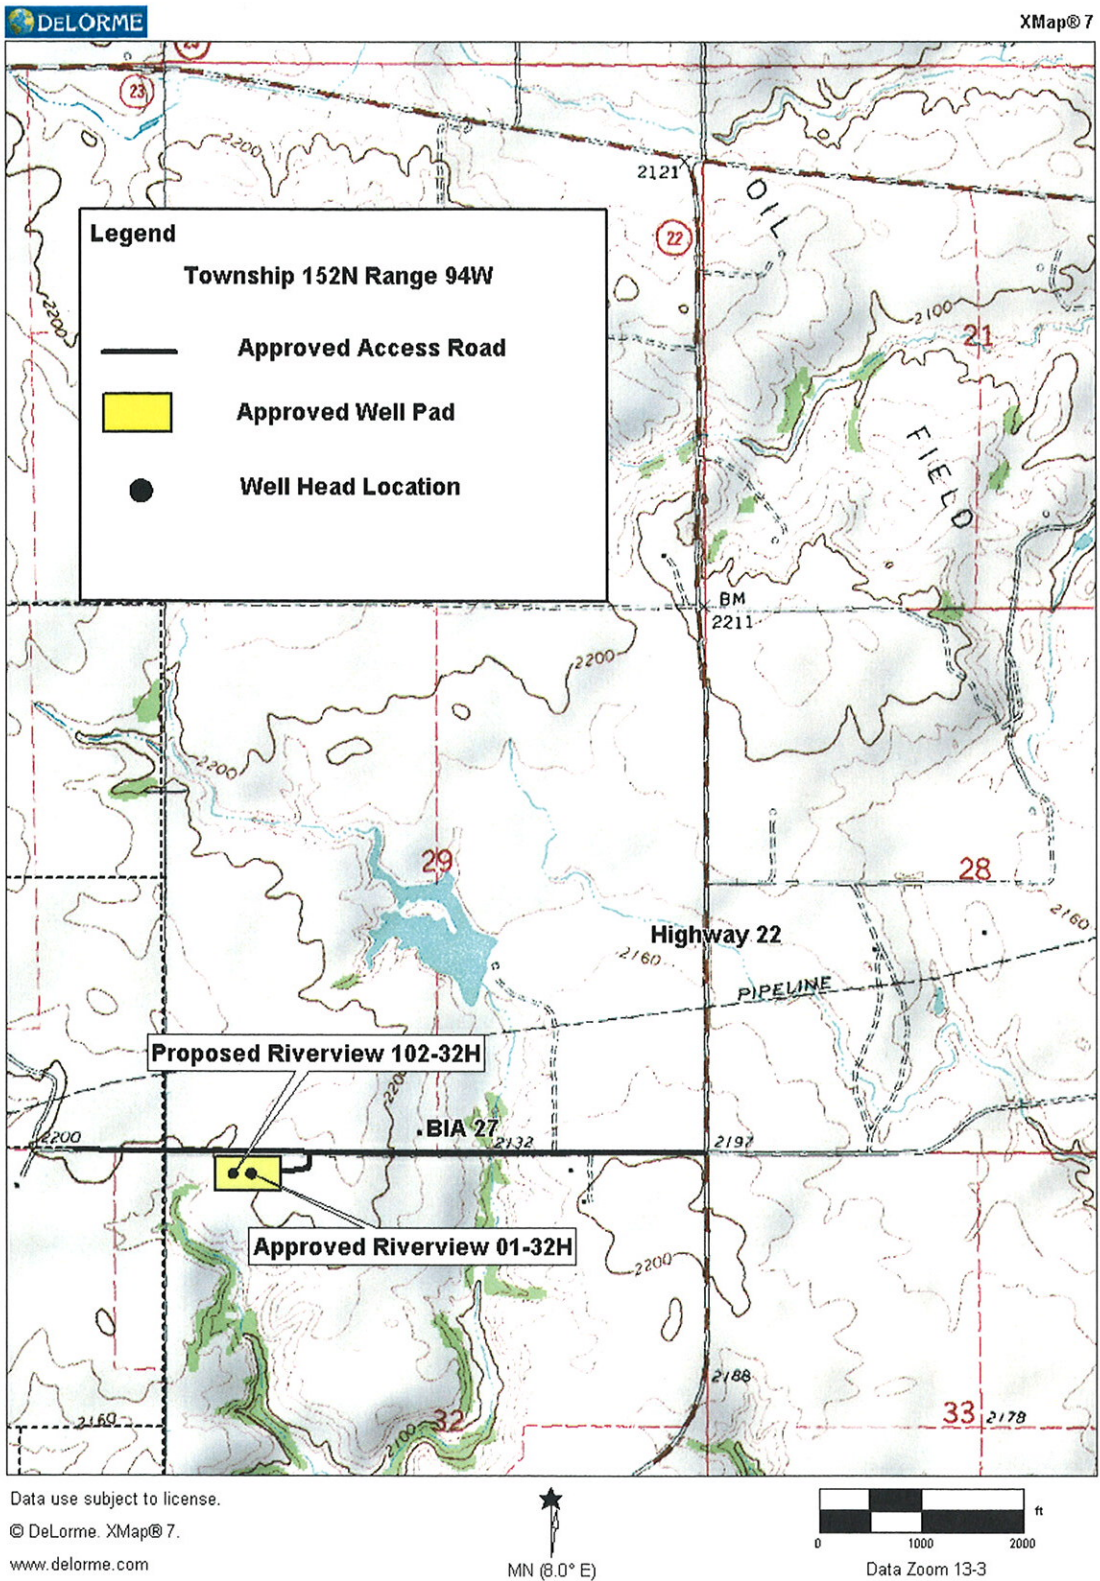 DELORME
XMap® 7
23
23
2200
2121
OIL
22
Legend
Township 152N Range 94W
Approved Access Road
Approved Well Pad
Well Head Location
2200
2100
21
FIELD
BM
2211
2200
2200
29
28
2160
Highway 22
2160
PIPELINE
Proposed Riverview 102-32H
2200
BIA 27
2200
2132
2197
Approved Riverview 01-32H
2200
2188
2160
32
2100
33
2178
Data use subject to license.
© DeLorme. XMap® 7.
www.delorme.com
MN (8.0° E)
ft
0 1000 2000
Data Zoom 13-3